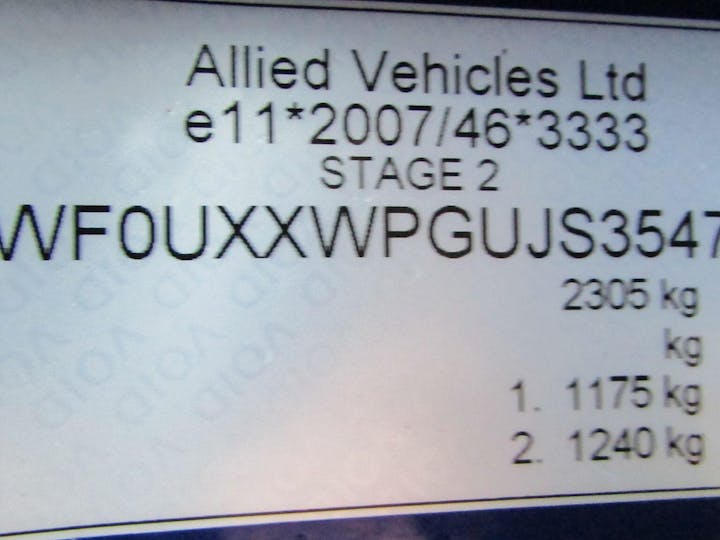 Allied Vehicles Ltd
e11*2007/46*3333
STAGE 2
WF0UXXWPGUJS3547
2305 kg
kg
1. 1175 kg
2. 1240 kg